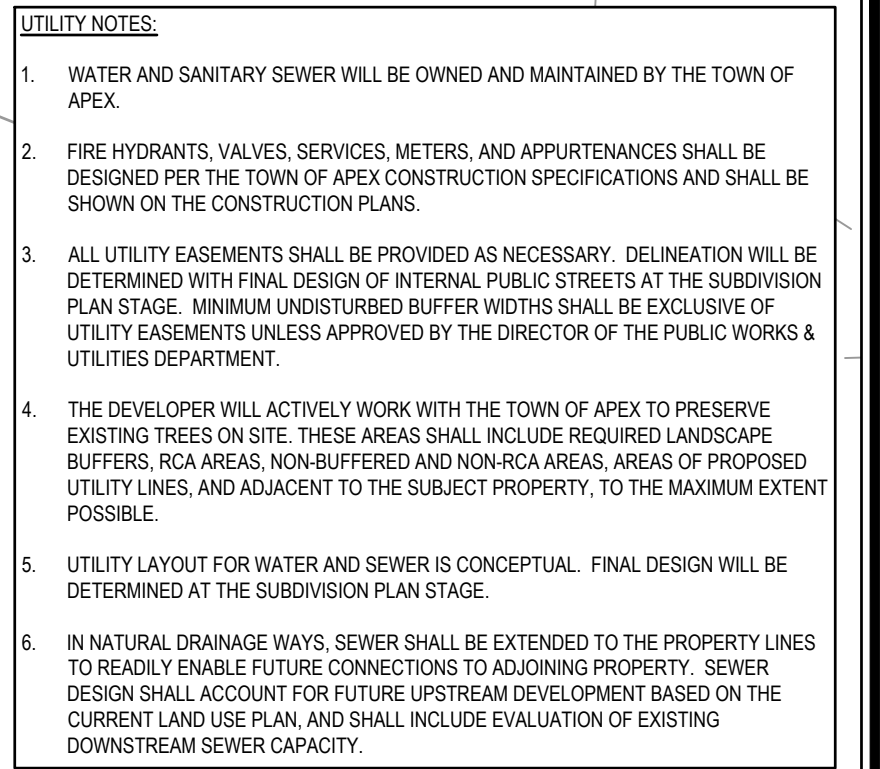 UTILITY NOTES:
1. WATER AND SANITARY SEWER WILL BE OWNED AND MAINTAINED BY THE TOWN OF
APEX.
2. FIRE HYDRANTS, VALVES, SERVICES, METERS, AND APPURTENANCES SHALL BE
DESIGNED PER THE TOWN OF APEX CONSTRUCTION SPECIFICATIONS AND SHALL BE
SHOWN ON THE CONSTRUCTION PLANS.
3. ALL UTILITY EASEMENTS SHALL BE PROVIDED AS NECESSARY. DELINEATION WILL BE
DETERMINED WITH FINAL DESIGN OF INTERNAL PUBLIC STREETS AT THE SUBDIVISION
PLAN STAGE. MINIMUM UNDISTURBED BUFFER WIDTHS SHALL BE EXCLUSIVE OF
UTILITY EASEMENTS UNLESS APPROVED BY THE DIRECTOR OF THE PUBLIC WORKS &
UTILITIES DEPARTMENT.
4. THE DEVELOPER WILL ACTIVELY WORK WITH THE TOWN OF APEX TO PRESERVE
EXISTING TREES ON SITE. THESE AREAS SHALL INCLUDE REQUIRED LANDSCAPE
BUFFERS, RCA AREAS, NON-BUFFERED AND NON-RCA AREAS, AREAS OF PROPOSED
UTILITY LINES, AND ADJACENT TO THE SUBJECT PROPERTY, TO THE MAXIMUM EXTENT
POSSIBLE.
5. UTILITY LAYOUT FOR WATER AND SEWER IS CONCEPTUAL. FINAL DESIGN WILL BE
DETERMINED AT THE SUBDIVISION PLAN STAGE.
6. IN NATURAL DRAINAGE WAYS, SEWER SHALL BE EXTENDED TO THE PROPERTY LINES
TO READILY ENABLE FUTURE CONNECTIONS TO ADJOINING PROPERTY. SEWER
DESIGN SHALL ACCOUNT FOR FUTURE UPSTREAM DEVELOPMENT BASED ON THE
CURRENT LAND USE PLAN, AND SHALL INCLUDE EVALUATION OF EXISTING
DOWNSTREAM SEWER CAPACITY.